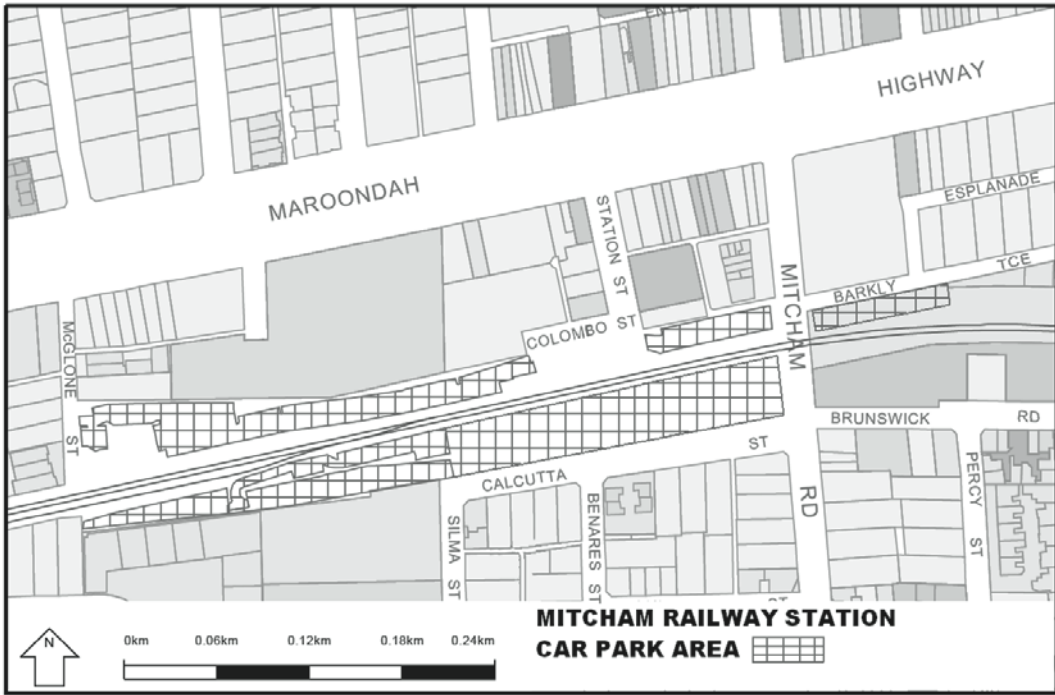 HIGHWAY
MAROONDAH
ESPLANADE
STATION ST
MITCHAM
TCE
BARKLY
COLOMBO ST
McGLONE
ST
BRUNSWICK
RD
ST
CALCUTTA
RD
PERCY
ST
SILMA ST
BENARES ST
N
0km 0.06km 0.12km 0.18km 0.24km
MITCHAM RAILWAY STATION
CAR PARK AREA